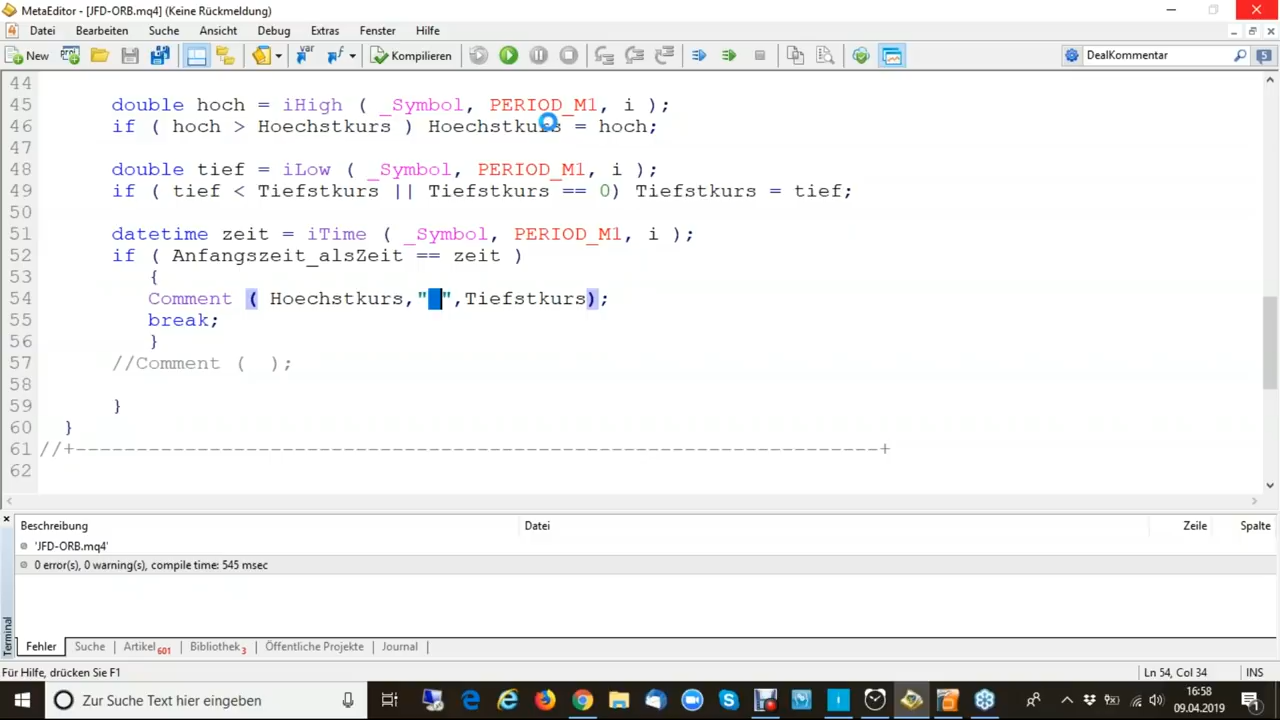 MetaEditor - [JFD-ORB.mq4] (Keine Rückmeldung)
Datei Bearbeiten Suche Ansicht Debug Extras Fenster Hilfe
New var Kompilieren DealKommentar 5
44
45 double hoch = iHigh ( _Symbol, PERIOD_M1, i );
46 if ( hoch > Hoechstkurs ) Hoechstkurs = hoch;
47
48 double tief = iLow ( _Symbol, PERIOD_M1, i );
49 if ( tief < Tiefstkurs || Tiefstkurs == 0) Tiefstkurs = tief;
50
51 datetime zeit = iTime ( _Symbol, PERIOD_M1, i );
52 if ( Anfangszeit_alsZeit == zeit )
53 {
54 Comment ( Hoechstkurs," ",Tiefstkurs);
55 break;
56 }
57 //Comment ( );
58
59 }
60 }
61 //+------------------------------------------------------------------+
62
Beschreibung Datei Zeile Spalte
'JFD-ORB.mq4'
0 error(s), 0 warning(s), compile time: 545 msec
Terminal
Fehler Suche Artikel 601 Bibliothek 3 Öffentliche Projekte Journal
Für Hilfe, drücken Sie F1 Ln 54, Col 34 INS
Zur Suche Text hier eingeben 16:58
09.04.2019